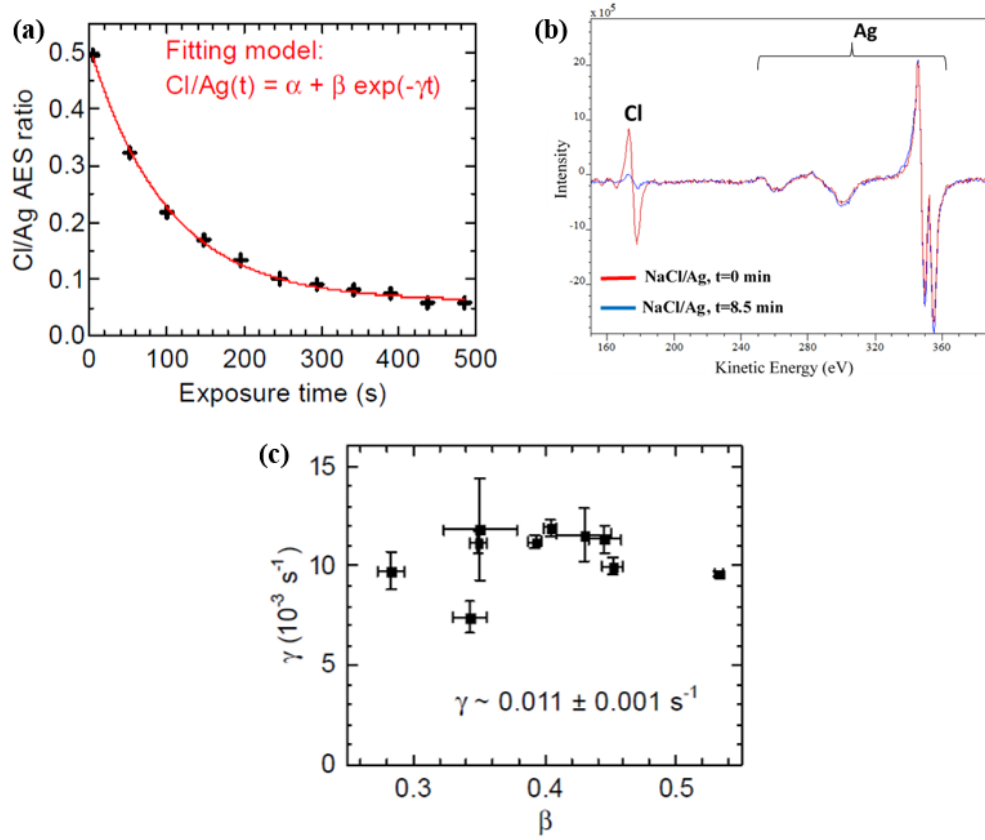 (a)
Fitting model:
Cl/Ag(t) = α + β exp(-γt)
Cl/Ag AES ratio
0.5
0.4
0.3
0.2
0.1
0.0
0 100 200 300 400 500
Exposure time (s)
(b)
x10⁵
Ag
Cl
Intensity
20
10
-10
-20
NaCl/Ag, t=0 min
NaCl/Ag, t=8.5 min
160 200 240 280 320 360
Kinetic Energy (eV)
(c)
γ (10⁻³ s⁻¹)
15
10
5
0
γ ~ 0.011 ± 0.001 s⁻¹
0.3 0.4 0.5
β